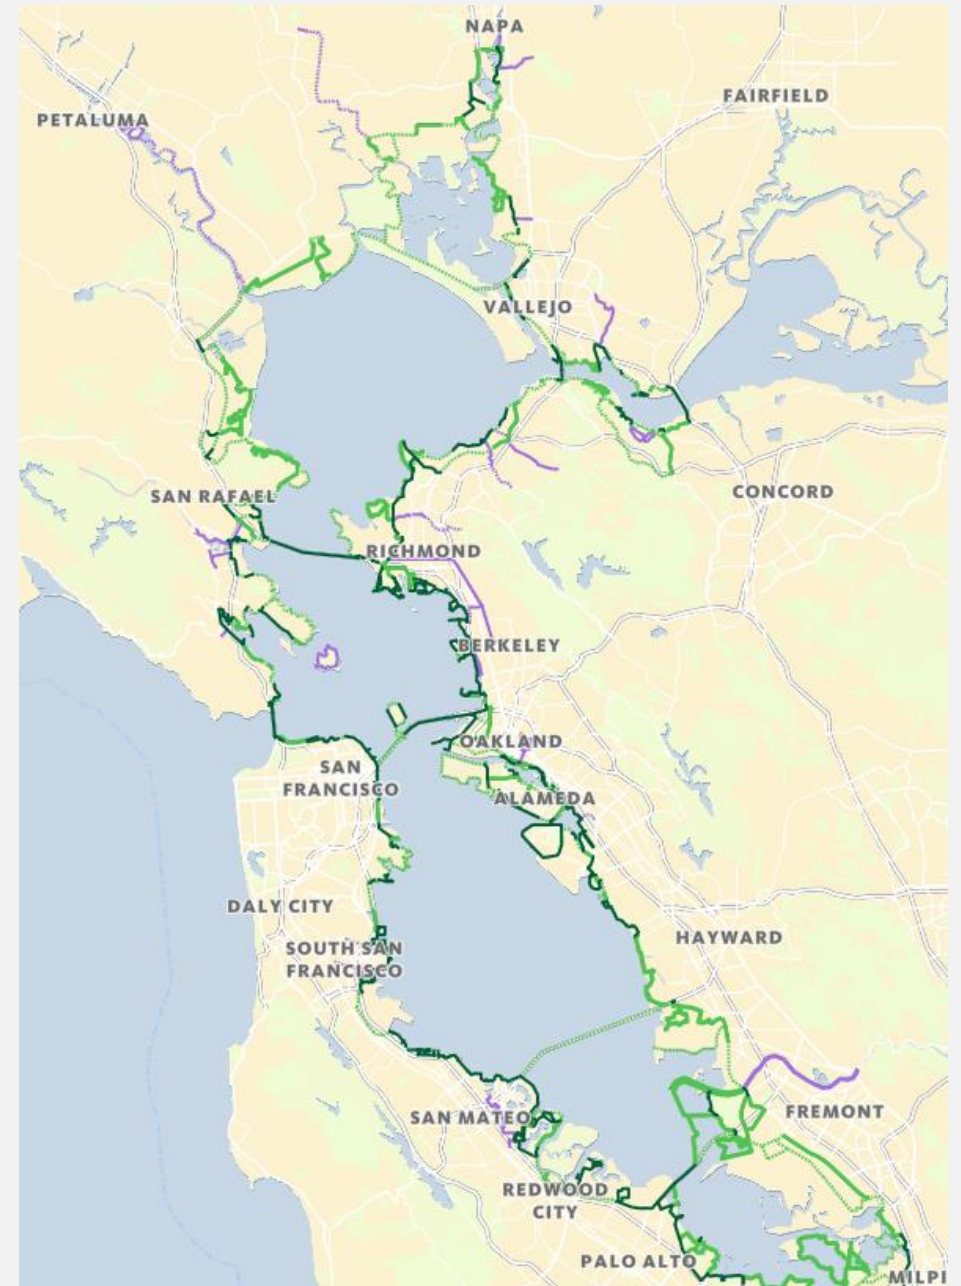 NAPA
FAIRFIELD
PETALUMA
VALLEJO
CONCORD
SAN RAFAEL
RICHMOND
BERKELEY
OAKLAND
SAN
FRANCISCO
ALAMEDA
DALY CITY
HAYWARD
SOUTH SAN
FRANCISCO
SAN MATEO
FREMONT
REDWOOD
CITY
PALO ALTO
MILPI